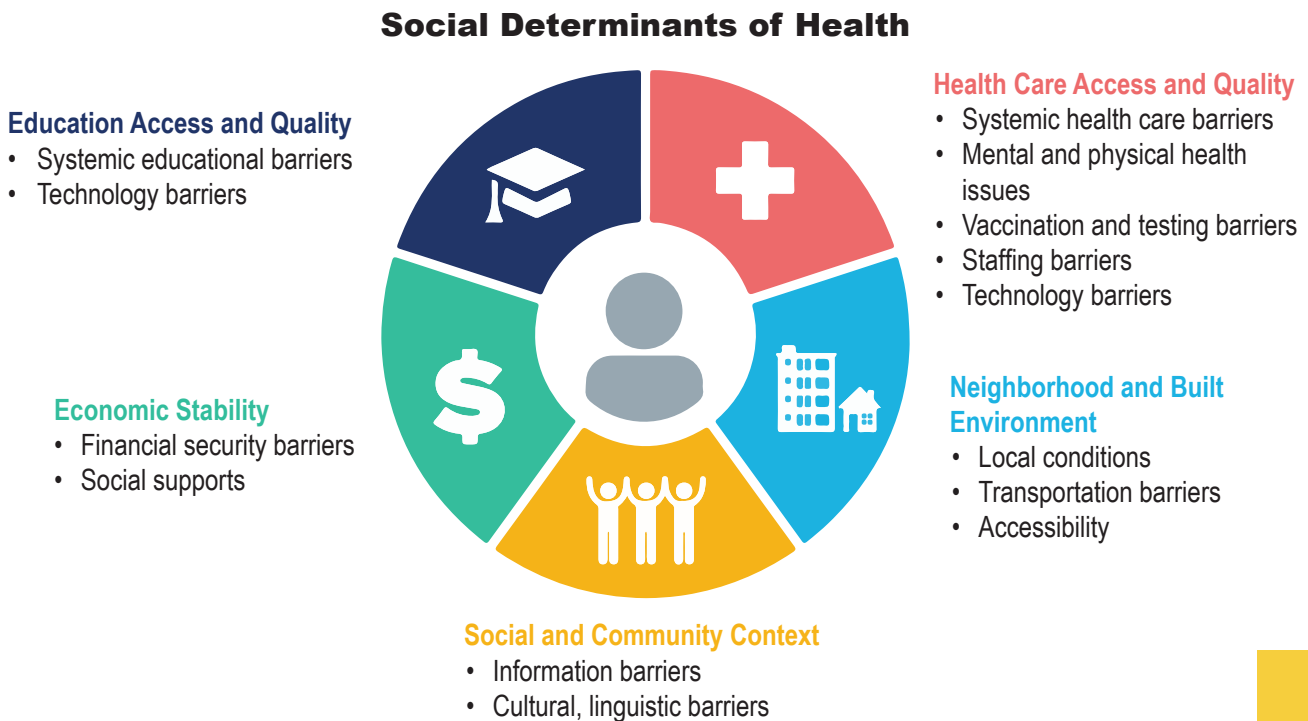 Social Determinants of Health
Education Access and Quality
• Systemic educational barriers
• Technology barriers
Health Care Access and Quality
• Systemic health care barriers
• Mental and physical health
issues
• Vaccination and testing barriers
• Staffing barriers
• Technology barriers
Economic Stability
• Financial security barriers
• Social supports
$
Neighborhood and Built
Environment
• Local conditions
• Transportation barriers
• Accessibility
Social and Community Context
• Information barriers
• Cultural, linguistic barriers